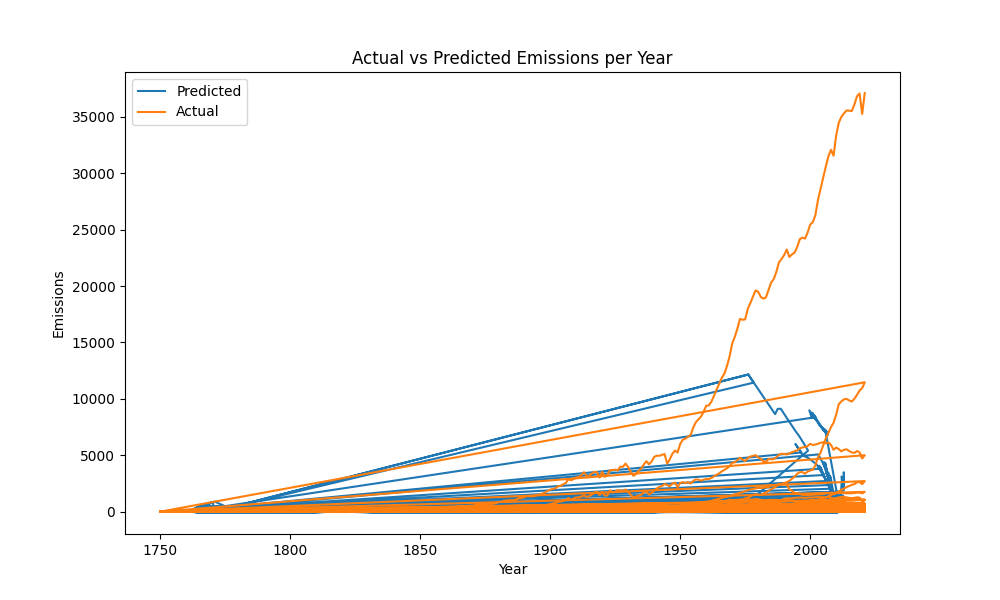 Actual vs Predicted Emissions per Year
Predicted
Actual
35000
30000
25000
20000
15000
10000
5000
0
Emissions
1750 1800 1850 1900 1950 2000
Year